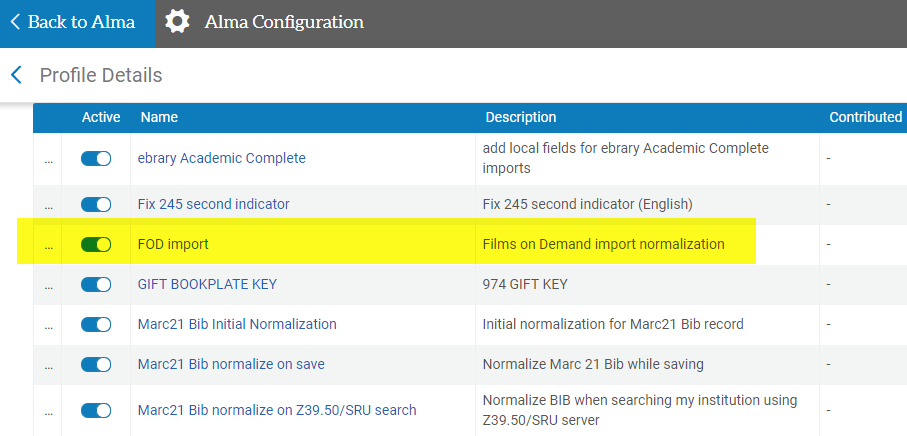 Back to Alma Alma Configuration
Profile Details
Active Name Description Contributed
... ebrary Academic Complete add local fields for ebrary Academic Complete
imports -
... Fix 245 second indicator Fix 245 second indicator (English) -
... FOD import Films on Demand import normalization -
... GIFT BOOKPLATE KEY 974 GIFT KEY -
... Marc21 Bib Initial Normalization Initial normalization for Marc21 Bib record -
... Marc21 Bib normalize on save Normalize Marc 21 Bib while saving -
... Marc21 Bib normalize on Z39.50/SRU search Normalize BIB when searching my institution using
Z39.50/SRU server -